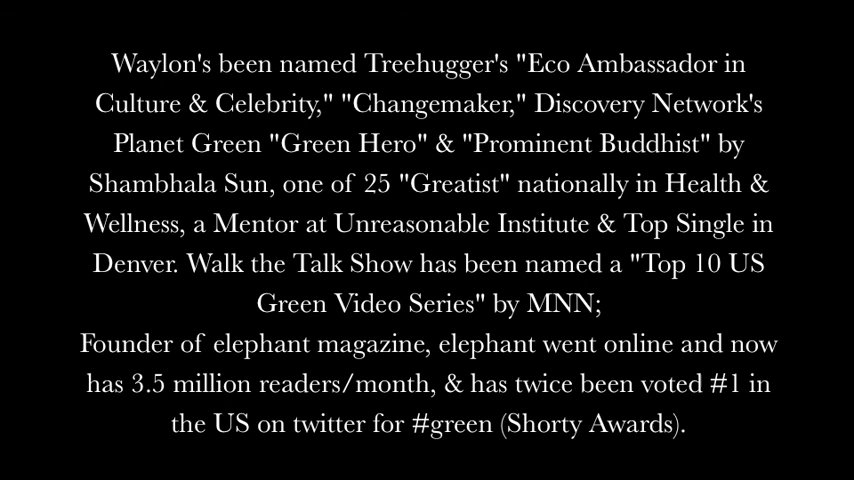 Waylon's been named Treehugger's "Eco Ambassador in
Culture & Celebrity," "Changemaker," Discovery Network's
Planet Green "Green Hero" & "Prominent Buddhist" by
Shambhala Sun, one of 25 "Greatist" nationally in Health &
Wellness, a Mentor at Unreasonable Institute & Top Single in
Denver. Walk the Talk Show has been named a "Top 10 US
Green Video Series" by MNN;
Founder of elephant magazine, elephant went online and now
has 3.5 million readers/month, & has twice been voted #1 in
the US on twitter for #green (Shorty Awards).